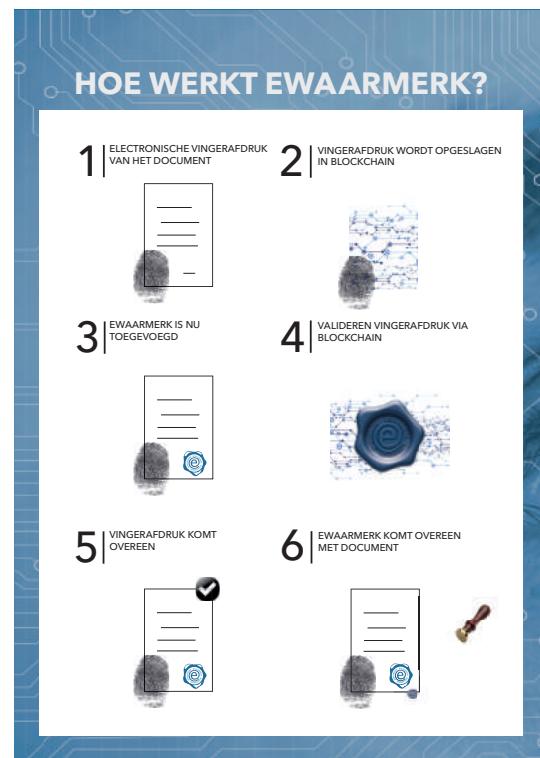 HOE WERKT EWAARMERK?
1
ELECTRONISCHE VINGERAFDRUK
VAN HET DOCUMENT
2
VINGERAFDRUK WORDT OPGESLAGEN
IN BLOCKCHAIN
3
EWAARMERK IS NU
TOEGEVOEGD
4
VALIDEREN VINGERAFDRUK VIA
BLOCKCHAIN
5
VINGERAFDRUK KOMT
OVEREEN
6
EWAARMERK KOMT OVEREEN
MET DOCUMENT